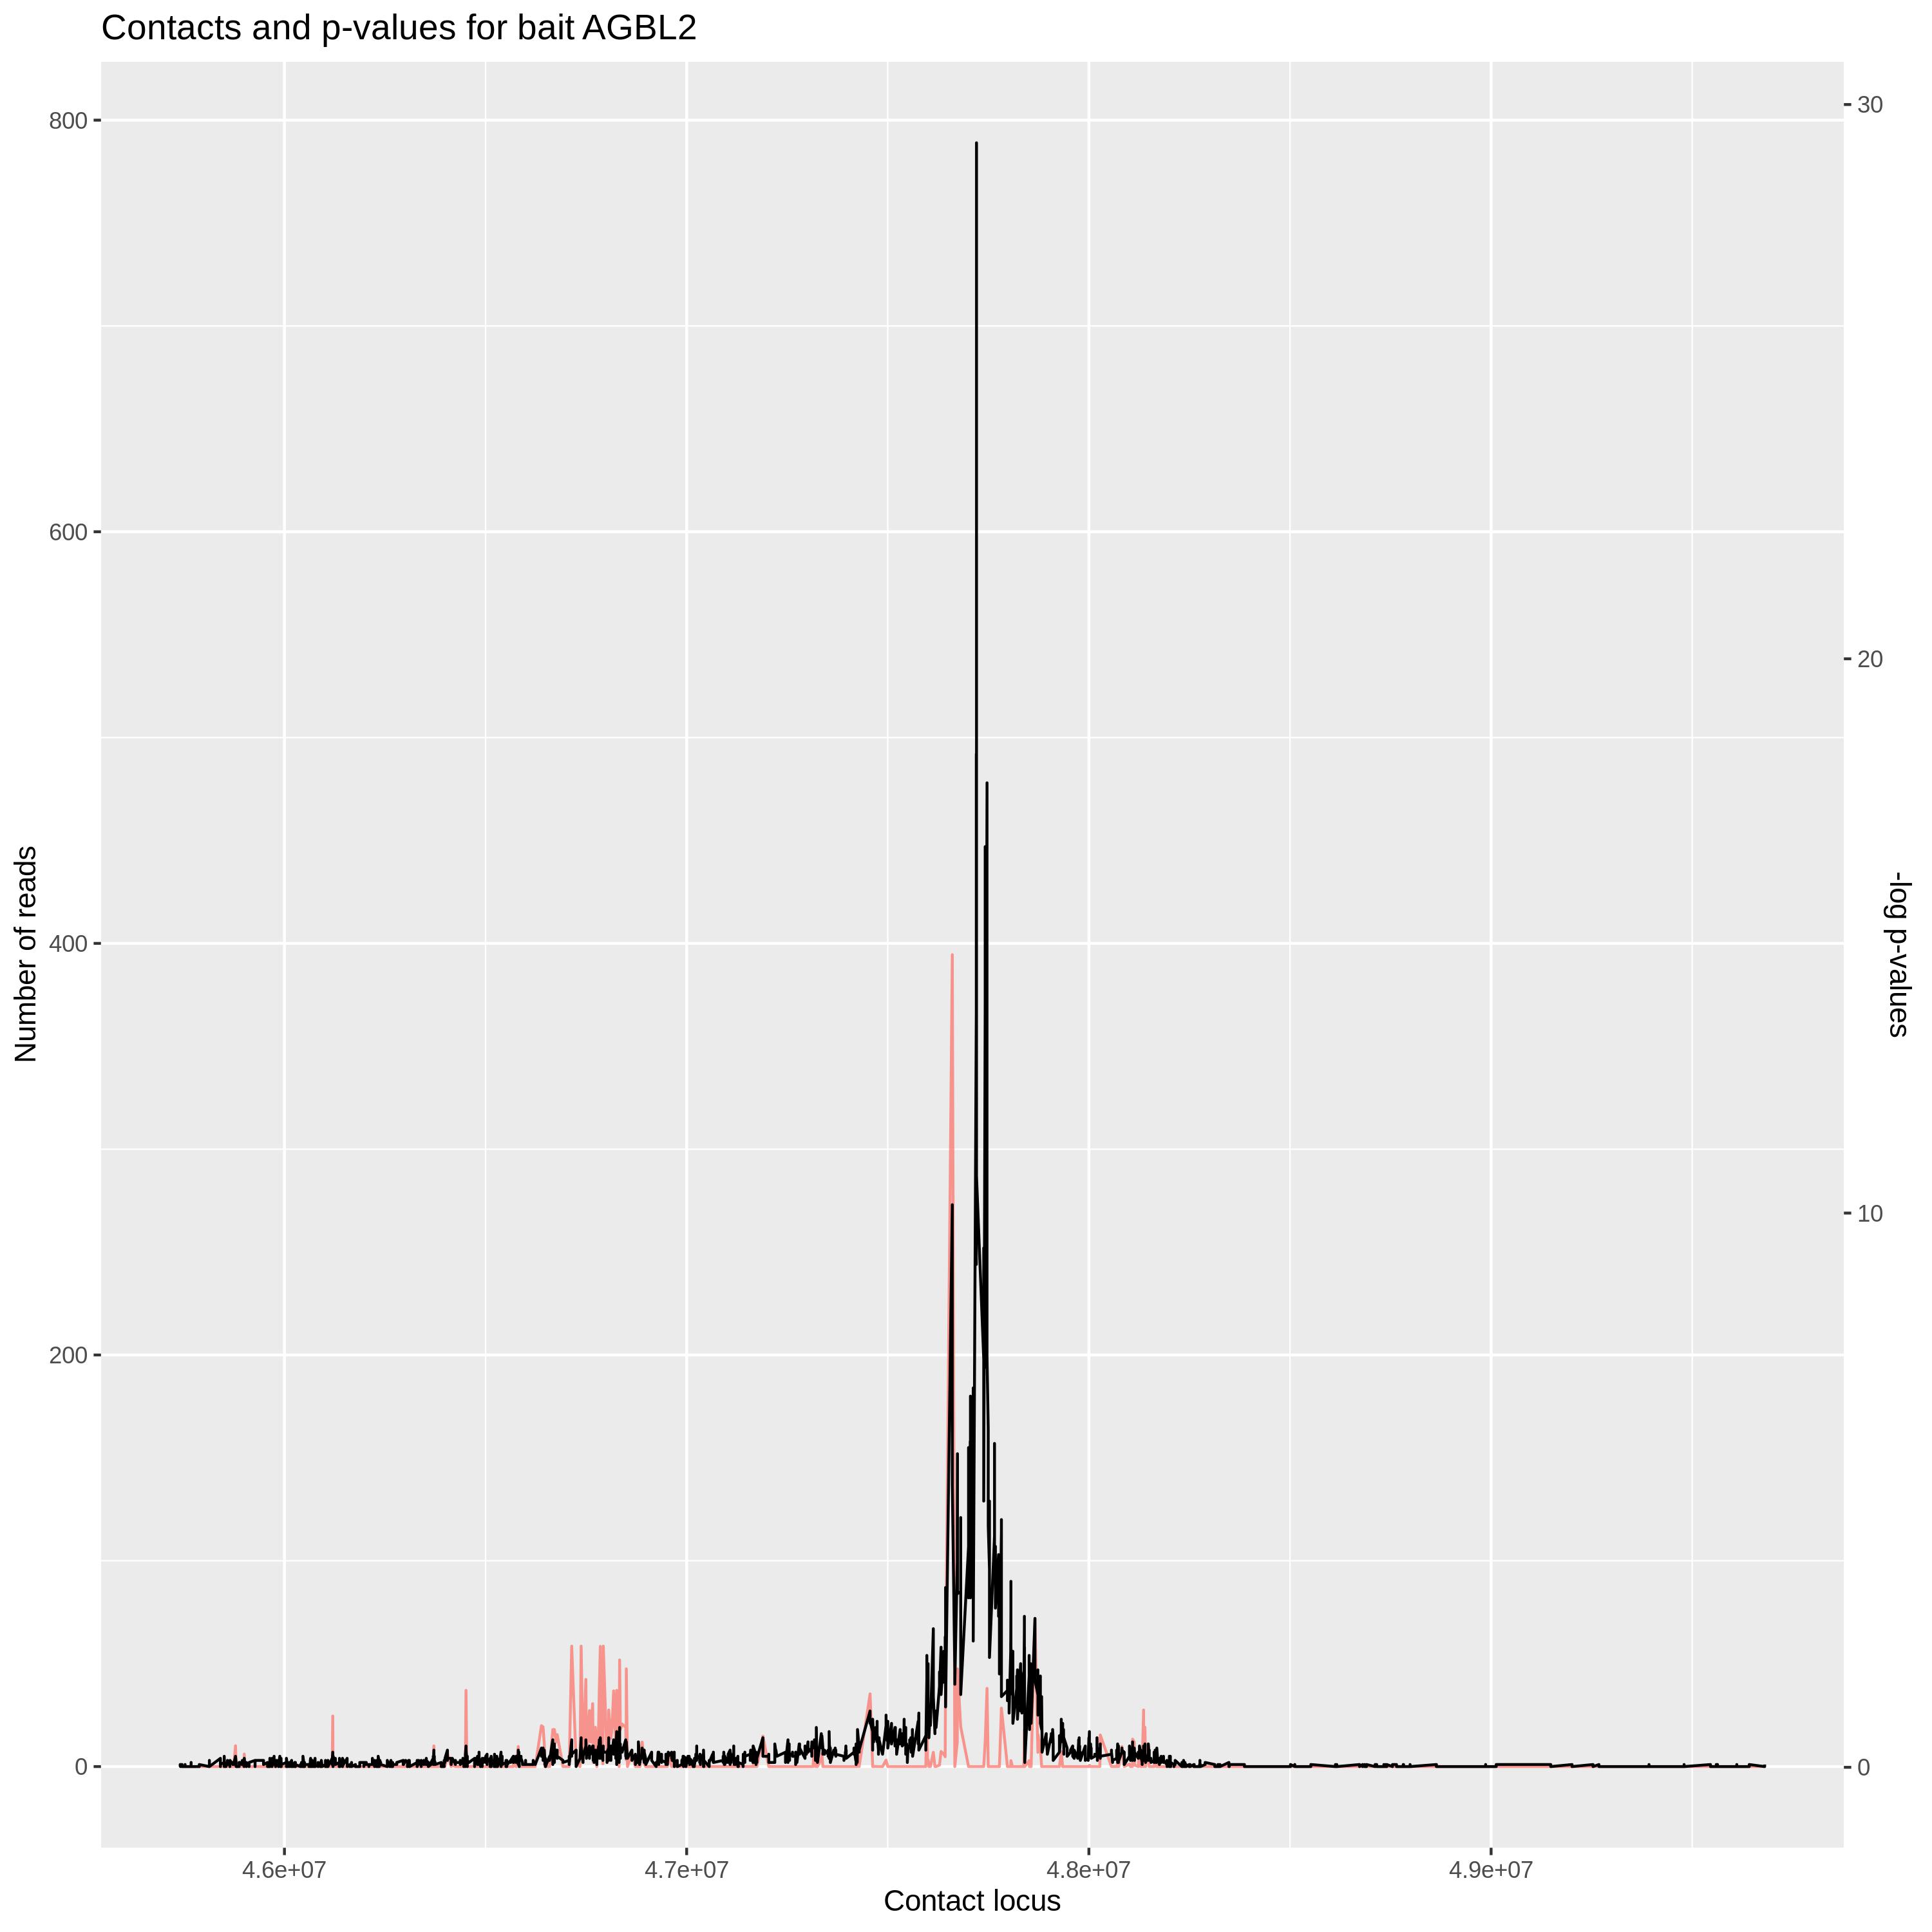 Contacts and p-values for bait AGBL2
800
600
400
200
0
Number of reads
30
20
10
0
-log p-values
4.6e+07
4.7e+07
4.8e+07
4.9e+07
Contact locus